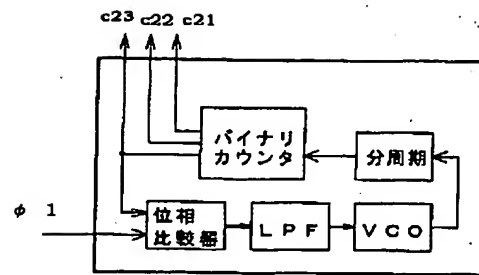 c23 c22 c21
バイナリ
カウンタ
分周期
φ 1
位相
比較器
LPF
VCO